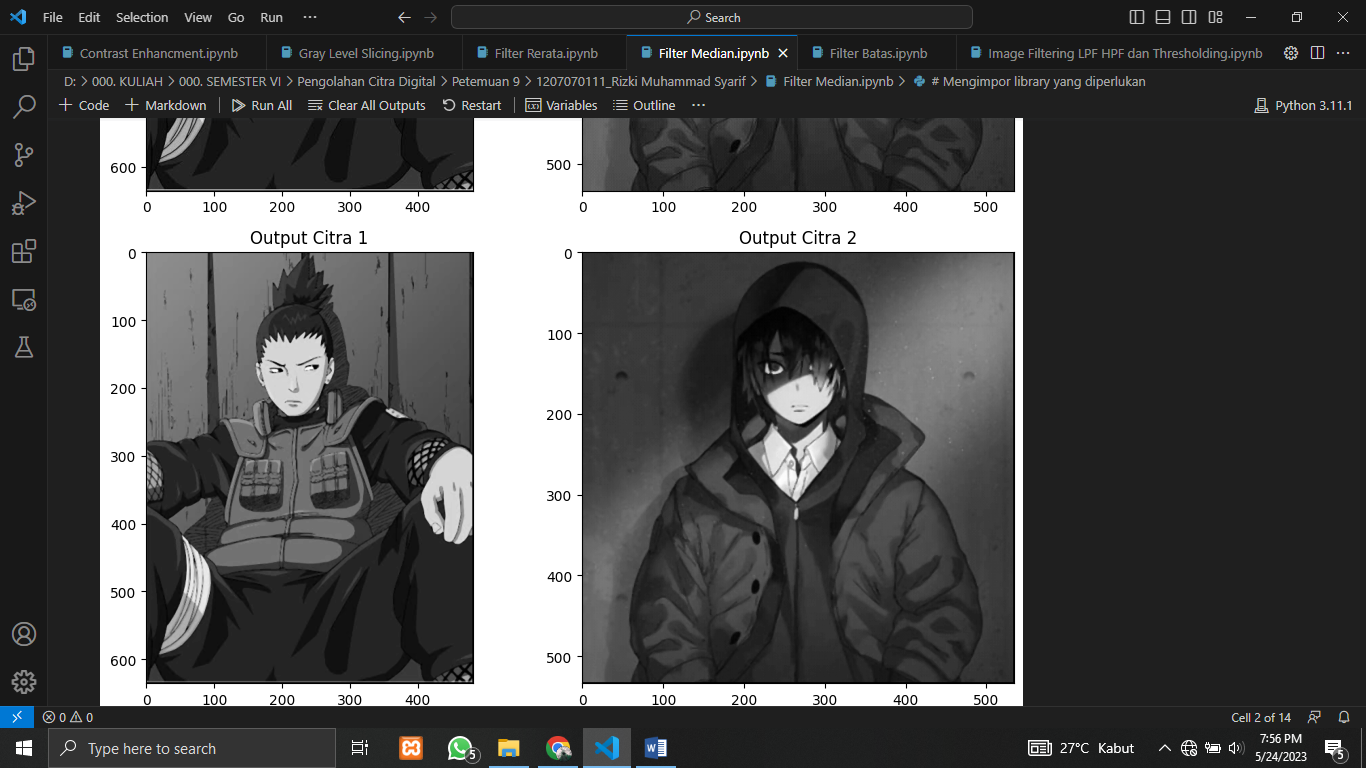 File Edit Selection View Go Run ··· Search
Contrast Enhancment.ipynb Gray Level Slicing.ipynb Filter Rerata.ipynb Filter Median.ipynb Filter Batas.ipynb Image Filtering LPF HPF dan Thresholding.ipynb
D: > 000. KULIAH > 000. SEMESTER VI > Pengolahan Citra Digital > Petemuan 9 > 1207070111_Rizki Muhammad Syarif > Filter Median.ipynb > # Mengimpor library yang diperlukan
+ Code + Markdown Run All Clear All Outputs Restart Variables Outline ··· Python 3.11.1
600 500
0 100 200 300 400 0 100 200 300 400 500
Output Citra 1 Output Citra 2
0 0
100 100
200 200
300 300
400 400
500 500
600
0 100 200 300 400 0 100 200 300 400 500
0 0 Cell 2 of 14
Type here to search 5 27°C Kabut 7:56 PM
5/24/2023 5